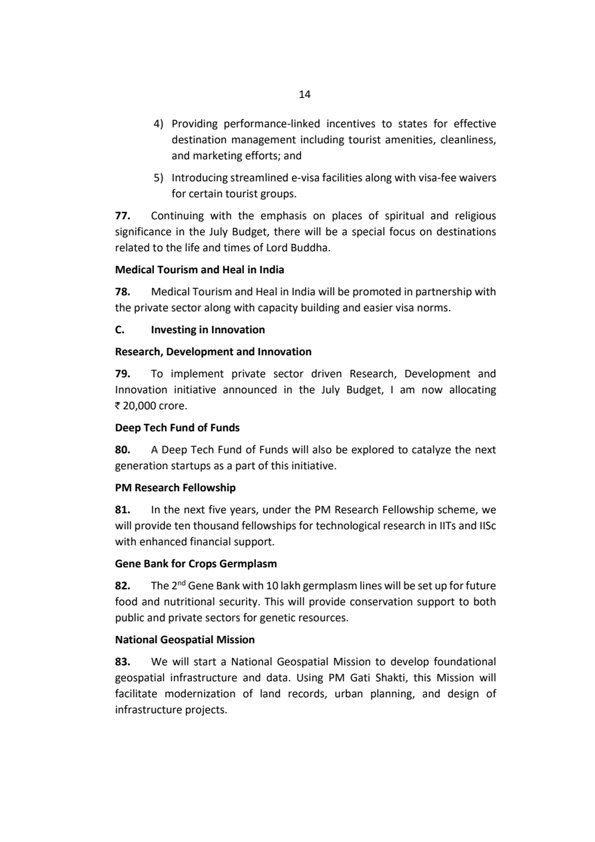 14
4) Providing performance-linked incentives to states for effective
destination management including tourist amenities, cleanliness,
and marketing efforts; and
5) Introducing streamlined e-visa facilities along with visa-fee waivers
for certain tourist groups.
77. Continuing with the emphasis on places of spiritual and religious
significance in the July Budget, there will be a special focus on destinations
related to the life and times of Lord Buddha.
Medical Tourism and Heal in India
78. Medical Tourism and Heal in India will be promoted in partnership with
the private sector along with capacity building and easier visa norms.
C. Investing in Innovation
Research, Development and Innovation
79. To implement private sector driven Research, Development and
Innovation initiative announced in the July Budget, I am now allocating
₹ 20,000 crore.
Deep Tech Fund of Funds
80. A Deep Tech Fund of Funds will also be explored to catalyze the next
generation startups as a part of this initiative.
PM Research Fellowship
81. In the next five years, under the PM Research Fellowship scheme, we
will provide ten thousand fellowships for technological research in IITs and IISc
with enhanced financial support.
Gene Bank for Crops Germplasm
82. The 2nd Gene Bank with 10 lakh germplasm lines will be set up for future
food and nutritional security. This will provide conservation support to both
public and private sectors for genetic resources.
National Geospatial Mission
83. We will start a National Geospatial Mission to develop foundational
geospatial infrastructure and data. Using PM Gati Shakti, this Mission will
facilitate modernization of land records, urban planning, and design of
infrastructure projects.